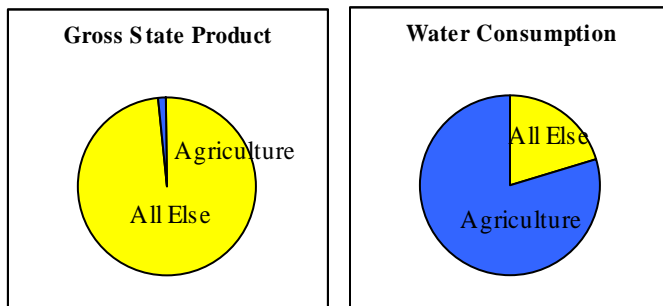 Gross State Product
Agriculture
All Else
Water Consumption
All Else
Agriculture